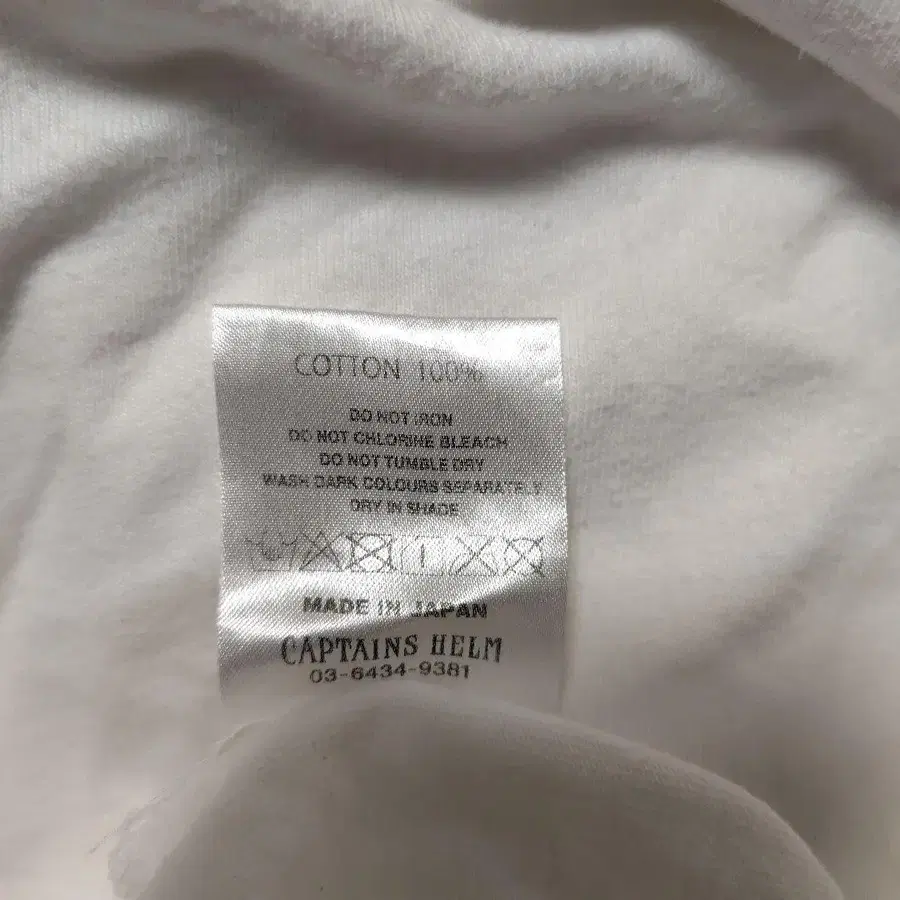 COTTON 100%
DO NOT IRON
DO NOT CHLORINE BLEACH
DO NOT TUMBLE DRY
WASH DARK COLOURS SEPARATELY
DRY IN SHADE
MADE IN JAPAN
CAPTAINS HELM
03-6434-9381